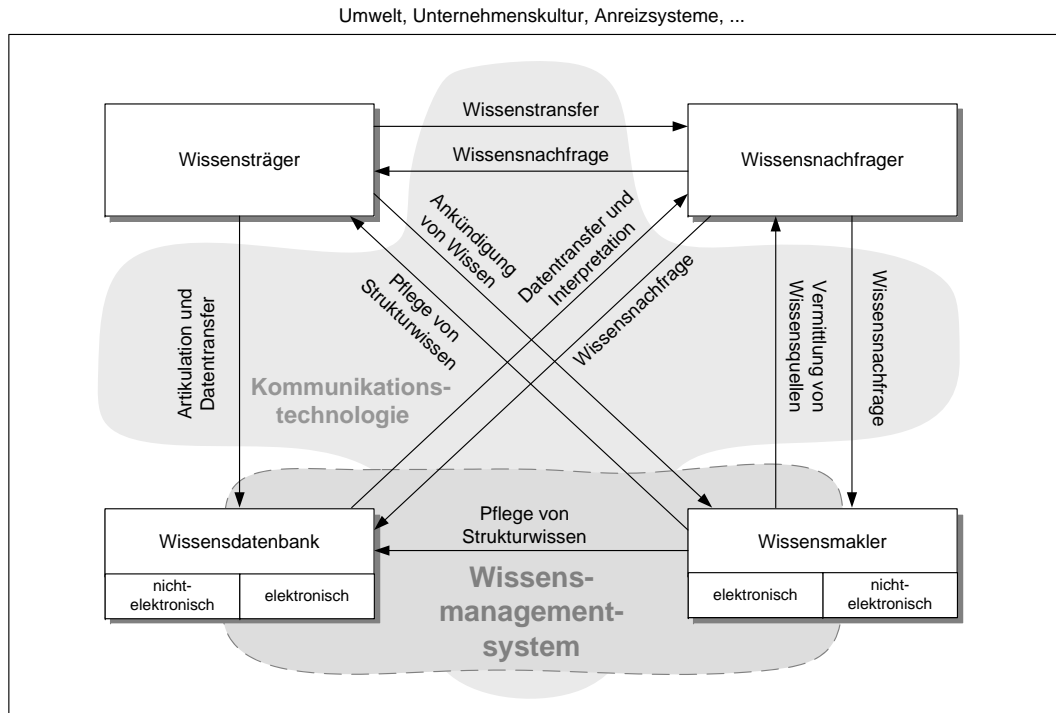 Umwelt, Unternehmenskultur, Anreizsysteme, ...
Wissenstransfer
Wissensträger
Wissensnachfrage
Wissensnachfrager
Ankündigung
von Wissen
Datentransfer und
Interpretation
Pflege von
Strukturwissen
Wissensnachfrage
Artikulation und
Datentransfer
Vermittlung von
Wissensquellen
Wissensnachfrage
Kommunikations-
technologie
Wissensdatenbank
nicht-
elektronisch
elektronisch
Pflege von
Strukturwissen
Wissensmakler
elektronisch
nicht-
elektronisch
Wissens-
management-
system